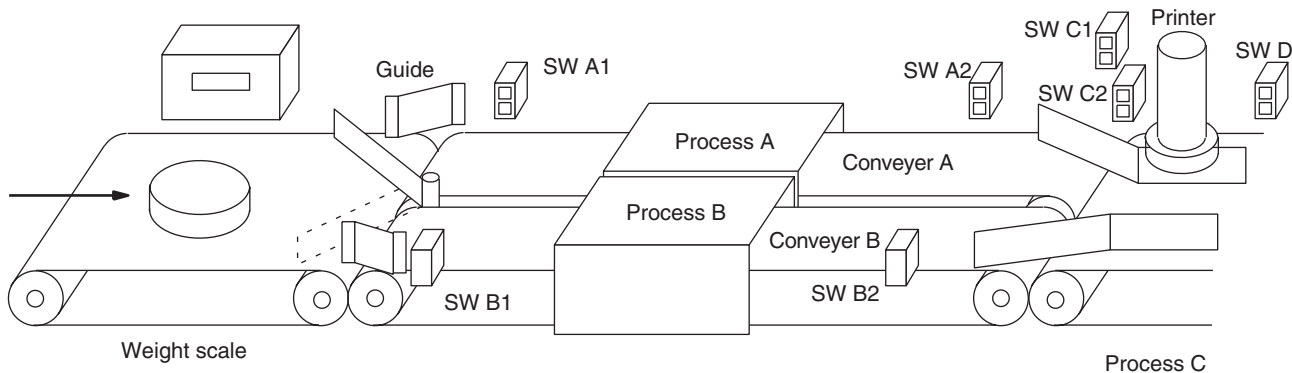 SW C1
Printer
Guide
SW A1
SW A2
SW C2
SW D
Process A
Conveyer A
Process B
Conveyer B
SW B1
SW B2
Weight scale
Process C